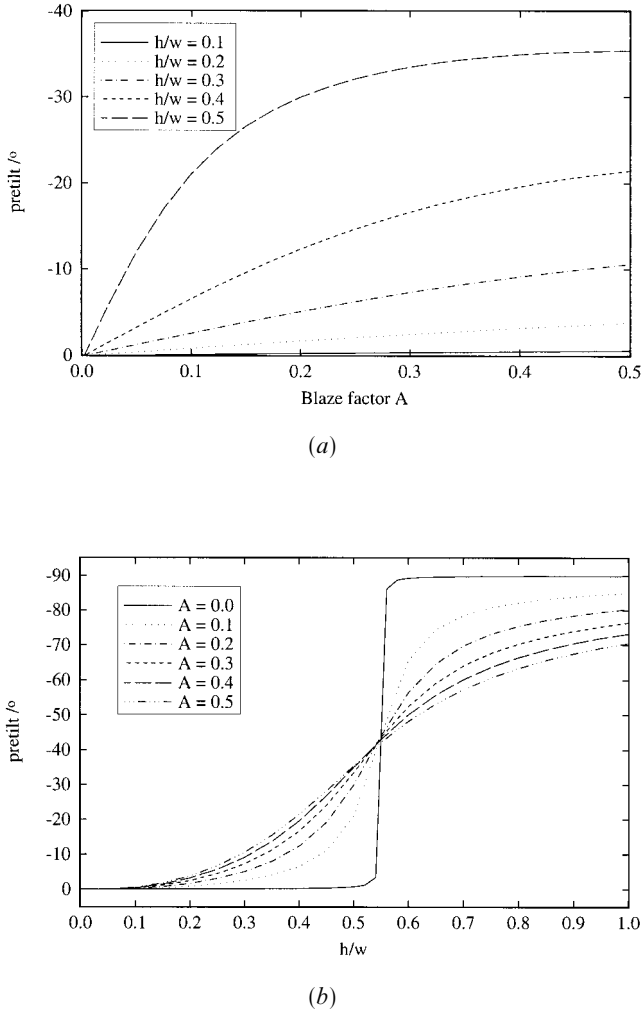 -40
-30
-20
-10
0
pretilt /°
h/w = 0.1
h/w = 0.2
h/w = 0.3
h/w = 0.4
h/w = 0.5
0.0 0.1 0.2 0.3 0.4 0.5
Blaze factor A
(a)
-90
-80
-70
-60
-50
-40
-30
-20
-10
0
pretilt /°
A = 0.0
A = 0.1
A = 0.2
A = 0.3
A = 0.4
A = 0.5
0.0 0.1 0.2 0.3 0.4 0.5 0.6 0.7 0.8 0.9 1.0
h/w
(b)